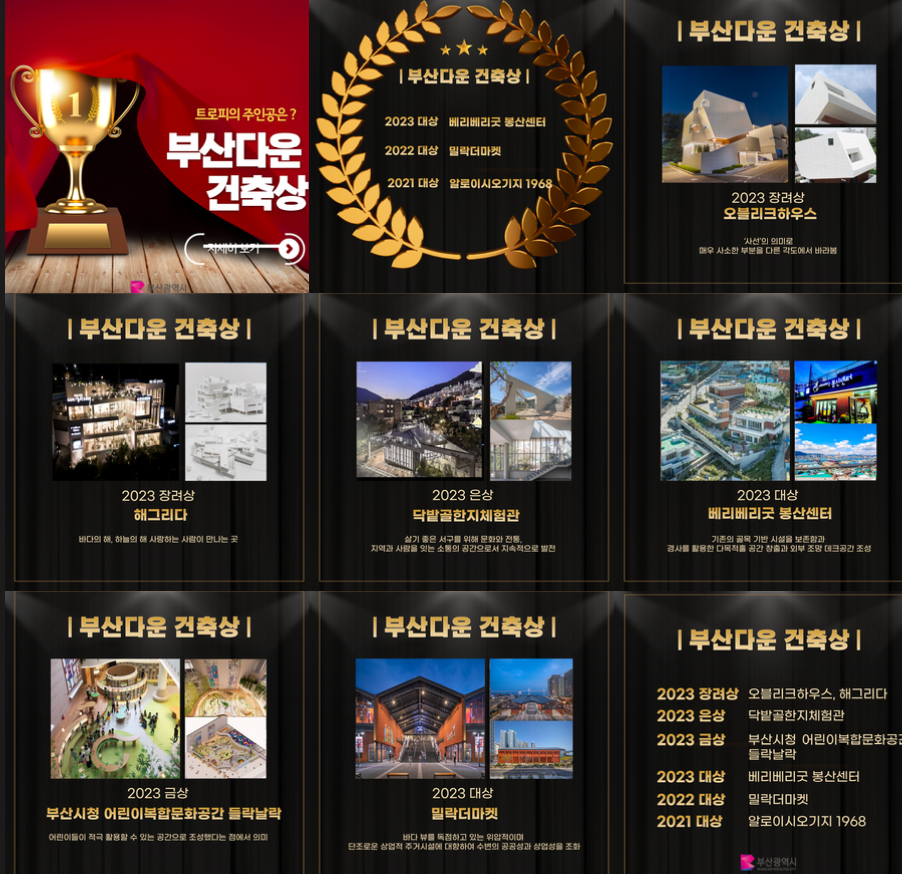 1
트로피의 주인공은 ?
부산다운
건축상
자세히 보기
부산광역시
| 부산다운 건축상 |
2023 대상 베리베리굿 봉산센터
2022 대상 밀락더마켓
2021 대상 알로이시오기지 1968
| 부산다운 건축상 |
2023 장려상
오블리크하우스
'사선'의 의미로
매우 사소한 부분을 다른 각도에서 바라봄
| 부산다운 건축상 |
2023 장려상
해그리다
바다의 해, 하늘의 해 사랑하는 사람이 만나는 곳
| 부산다운 건축상 |
2023 은상
닥밭골한지체험관
살기 좋은 서구를 위해 문화와 전통,
지역과 사람을 잇는 소통의 공간으로서 지속적으로 발전
| 부산다운 건축상 |
2023 대상
베리베리굿 봉산센터
기존의 골목 기반 시설을 보존함과
경사를 활용한 다목적홀 공간 창출과 외부 조망 데크공간 조성
| 부산다운 건축상 |
2023 금상
부산시청 어린이복합문화공간 들락날락
어린이들이 적극 활용할 수 있는 공간으로 조성했다는 점에서 의미
| 부산다운 건축상 |
2023 대상
밀락더마켓
바다 뷰를 독점하고 있는 위압적이며
단조로운 상업적 주거시설에 대항하여 수변의 공공성과 상업성을 조화
| 부산다운 건축상 |
2023 장려상 오블리크하우스, 해그리다
2023 은상 닥밭골한지체험관
2023 금상 부산시청 어린이복합문화공간
들락날락
2023 대상 베리베리굿 봉산센터
2022 대상 밀락더마켓
2021 대상 알로이시오기지 1968
부산광역시